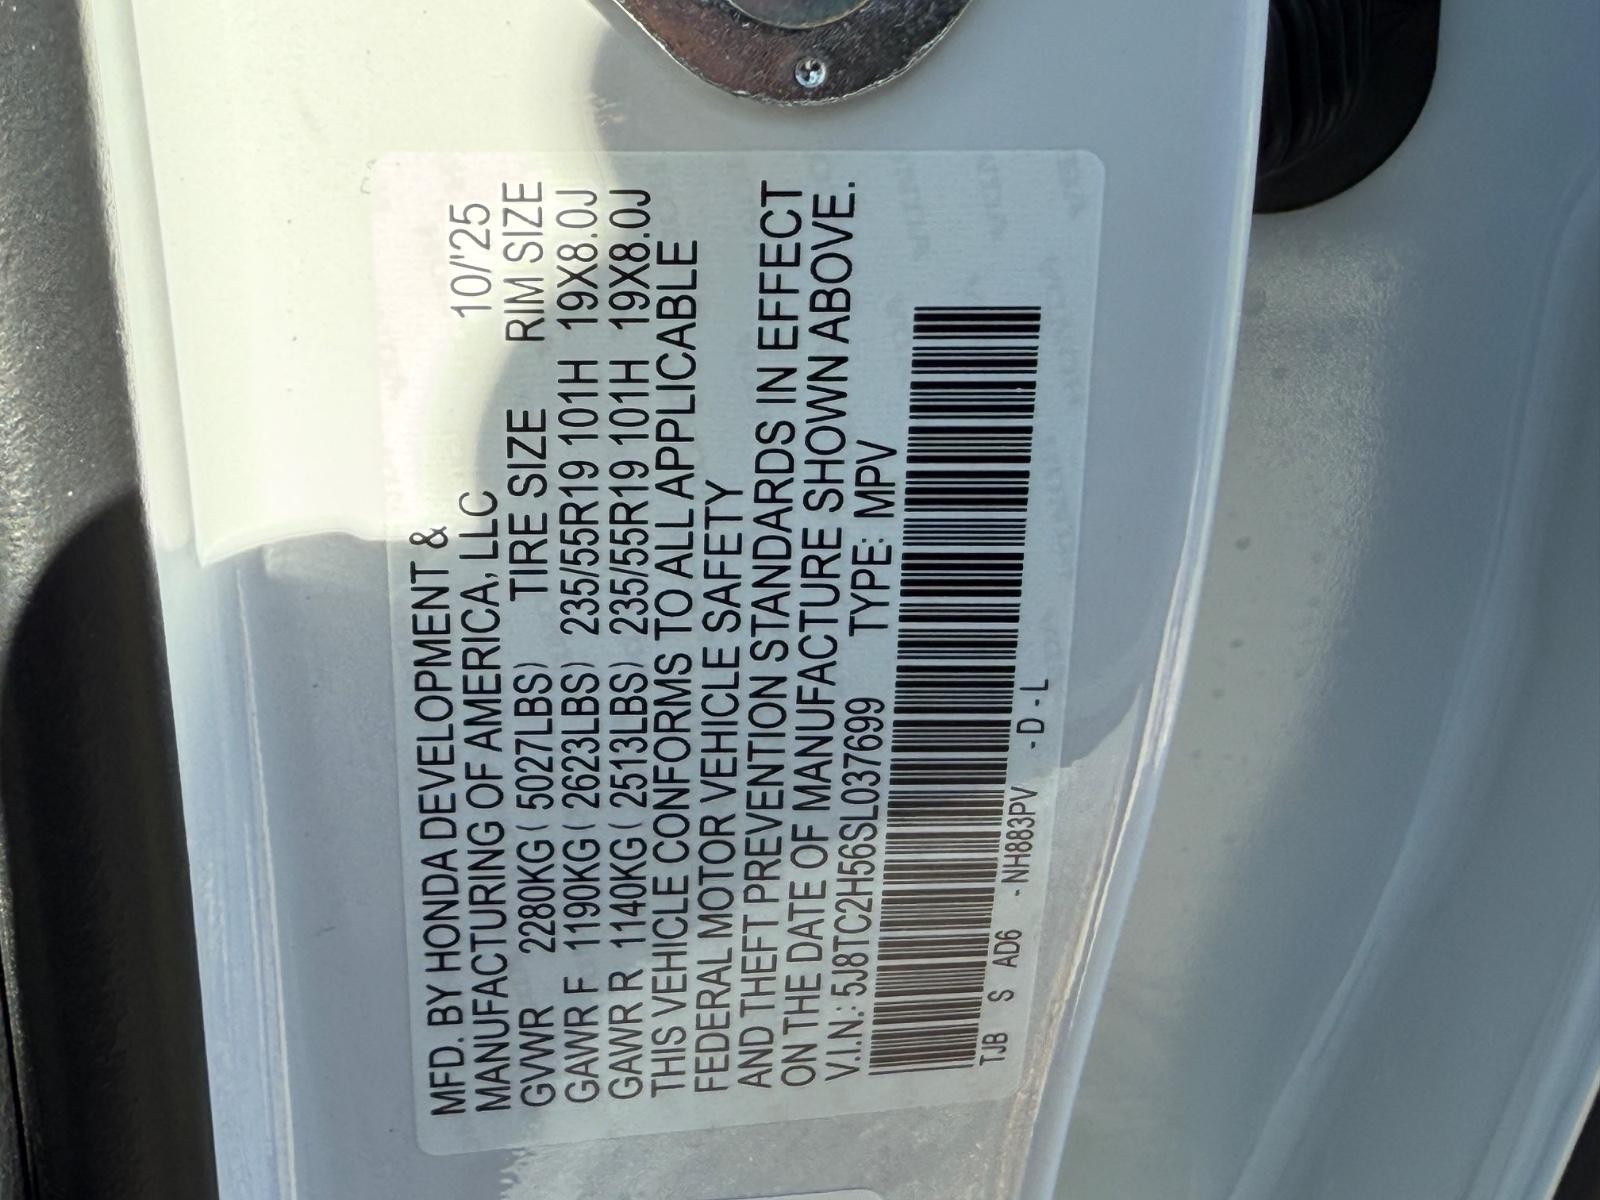 MFD. BY HONDA DEVELOPMENT &
MANUFACTURING OF AMERICA, LLC 10/'25
GVWR 2280KG ( 5027LBS) TIRE SIZE RIM SIZE
GAWR F 1190KG ( 2623LBS) 235/55R19 101H 19X8.0J
GAWR R 1140KG ( 2513LBS) 235/55R19 101H 19X8.0J
THIS VEHICLE CONFORMS TO ALL APPLICABLE
FEDERAL MOTOR VEHICLE SAFETY
AND THEFT PREVENTION STANDARDS IN EFFECT
ON THE DATE OF MANUFACTURE SHOWN ABOVE.
V.I.N.: 5J8TC2H56SL037699 TYPE: MPV
TJB S AD6 - NH883PV - D - L